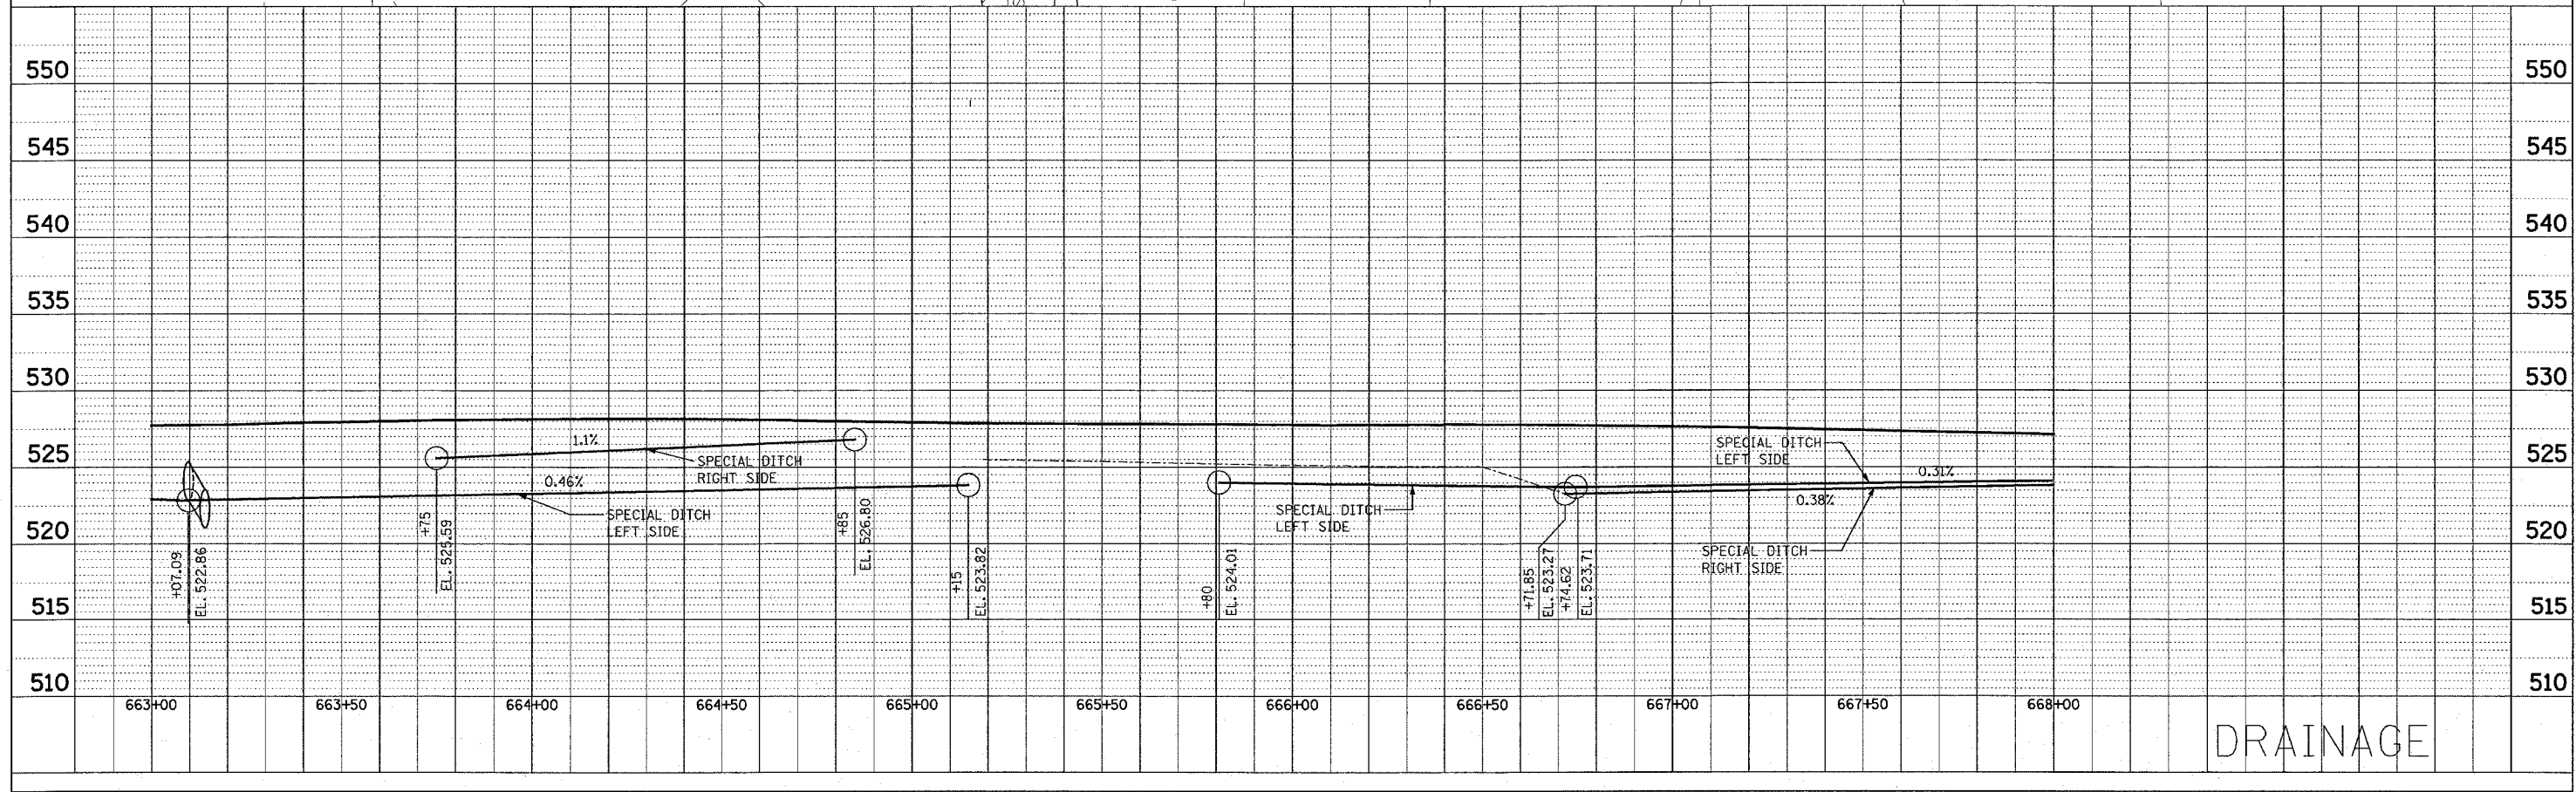 550 550
545 545
540 540
535 535
530 530
525 525
520 520
515 515
510 510
1.1%
SPECIAL DITCH
RIGHT SIDE
0.46%
SPECIAL DITCH
LEFT SIDE
SPECIAL DITCH
LEFT SIDE
SPECIAL DITCH
LEFT SIDE
0.31%
0.38%
SPECIAL DITCH
RIGHT SIDE
+07.09
EL. 522.86
+75
EL. 525.59
+85
EL. 526.80
+15
EL. 523.82
+80
EL. 524.01
+71.85
EL. 523.27
+74.62
EL. 523.71
663+00 663+50 664+00 664+50 665+00 665+50 666+00 666+50 667+00 667+50 668+00
DRAINAGE